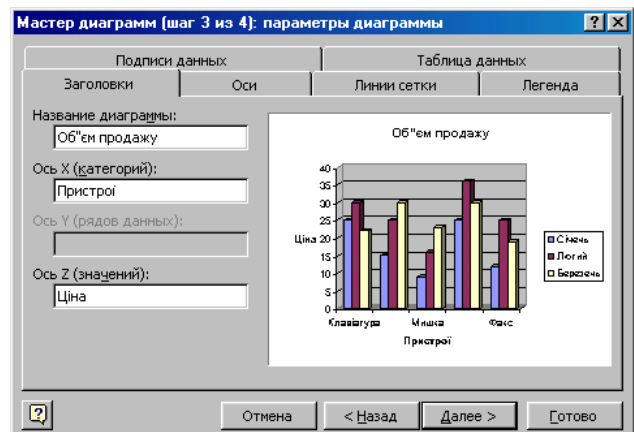 Мастер диаграмм (шаг 3 из 4): параметры диаграммы
Подписи данных
Таблица данных
Заголовки
Оси
Линии сетки
Легенда
Название диаграммы:
Об"єм продажу
Ось X (категорий):
Пристрої
Ось Y (рядов данных):
Ось Z (значений):
Ціна
Об"єм продажу
40
35
30
25
Ціна 20
15
10
5
0
Клавіатура Мишка Факс
Пристрої
Січень
Лютий
Березень
Отмена
< Назад
Далее >
Готово